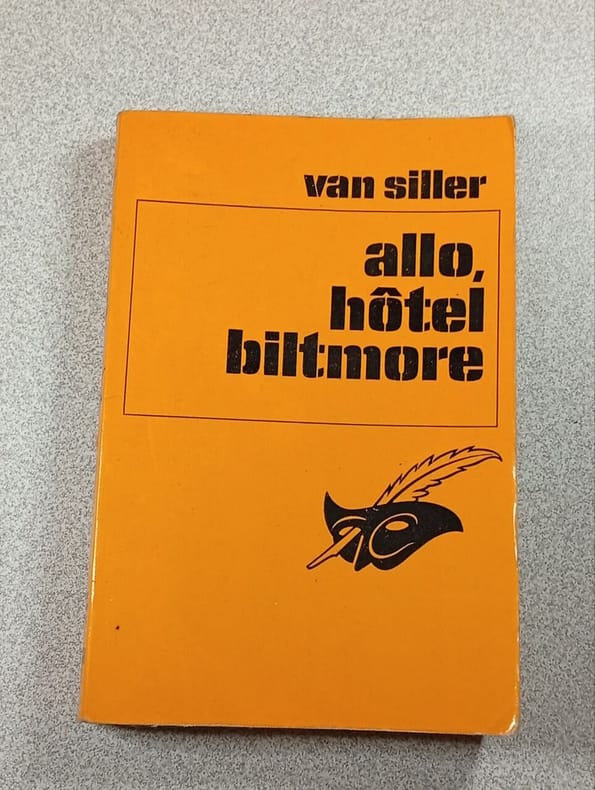 van siller
allo,
hôtel
biltmore